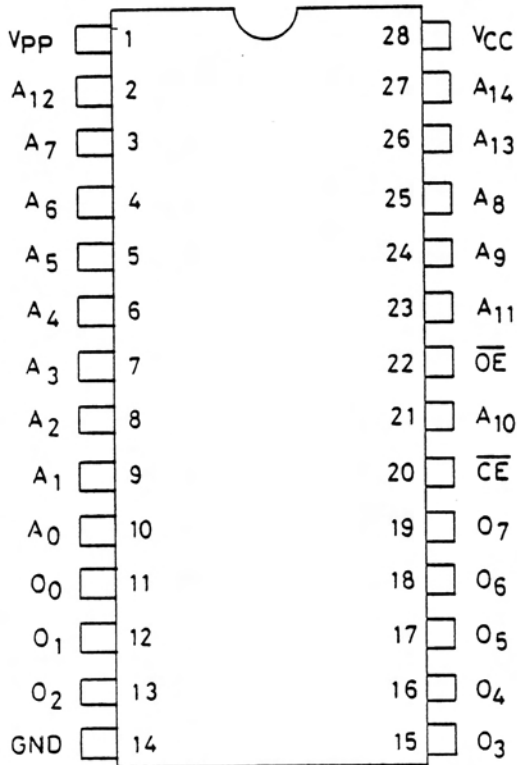 VPP 1 28 VCC
A12 2 27 A14
A7 3 26 A13
A6 4 25 A8
A5 5 24 A9
A4 6 23 A11
A3 7 22 O̅E̅
A2 8 21 A10
A1 9 20 C̅E̅
A0 10 19 O7
O0 11 18 O6
O1 12 17 O5
O2 13 16 O4
GND 14 15 O3